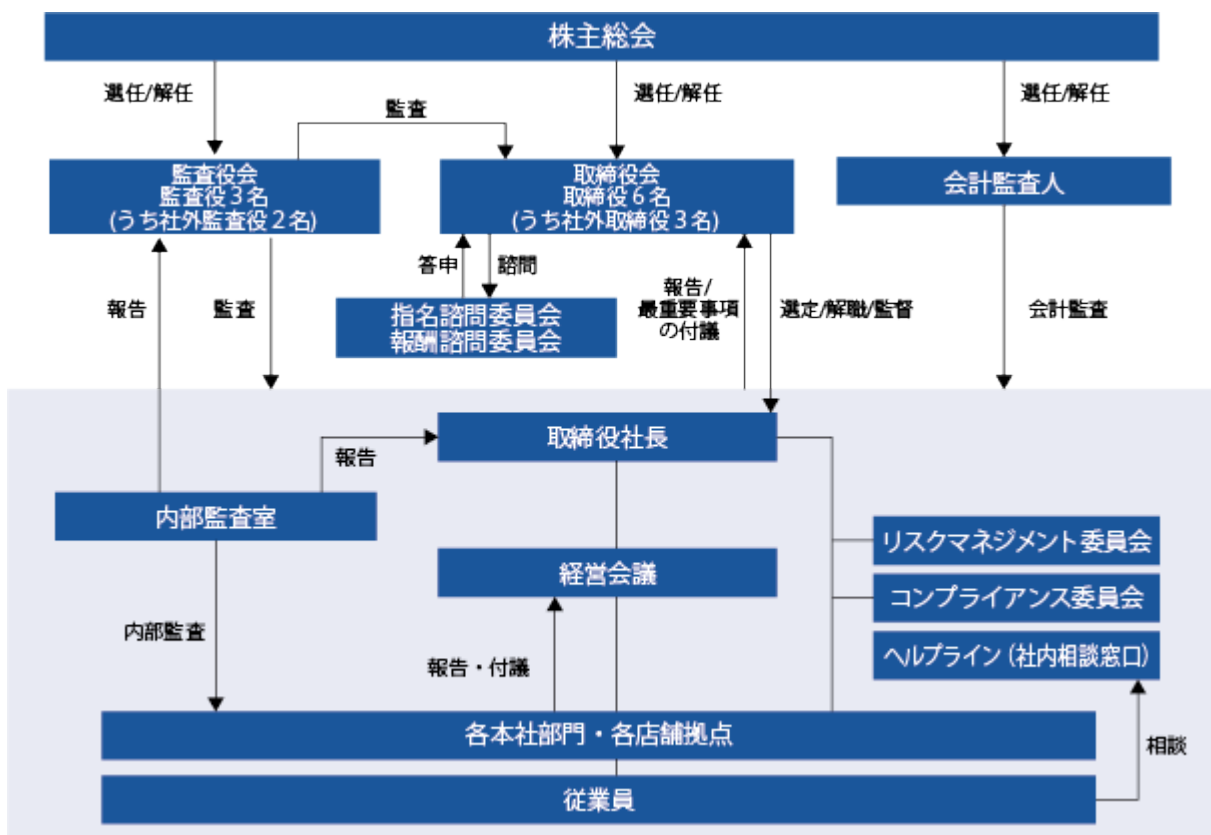 株主総会
選任/解任
選任/解任
選任/解任
監査
監査役会
監査役3名
(うち社外監査役2名)
取締役会
取締役6名
(うち社外取締役3名)
会計監査人
答申
諮問
指名諮問委員会
報酬諮問委員会
報告
監査
報告/
最重要事項
の付議
選定/解職/監督
会計監査
取締役社長
報告
内部監査室
リスクマネジメント委員会
経営会議
コンプライアンス委員会
内部監査
ヘルプライン(社内相談窓口)
報告・付議
各本社部門・各店舗拠点
相談
従業員